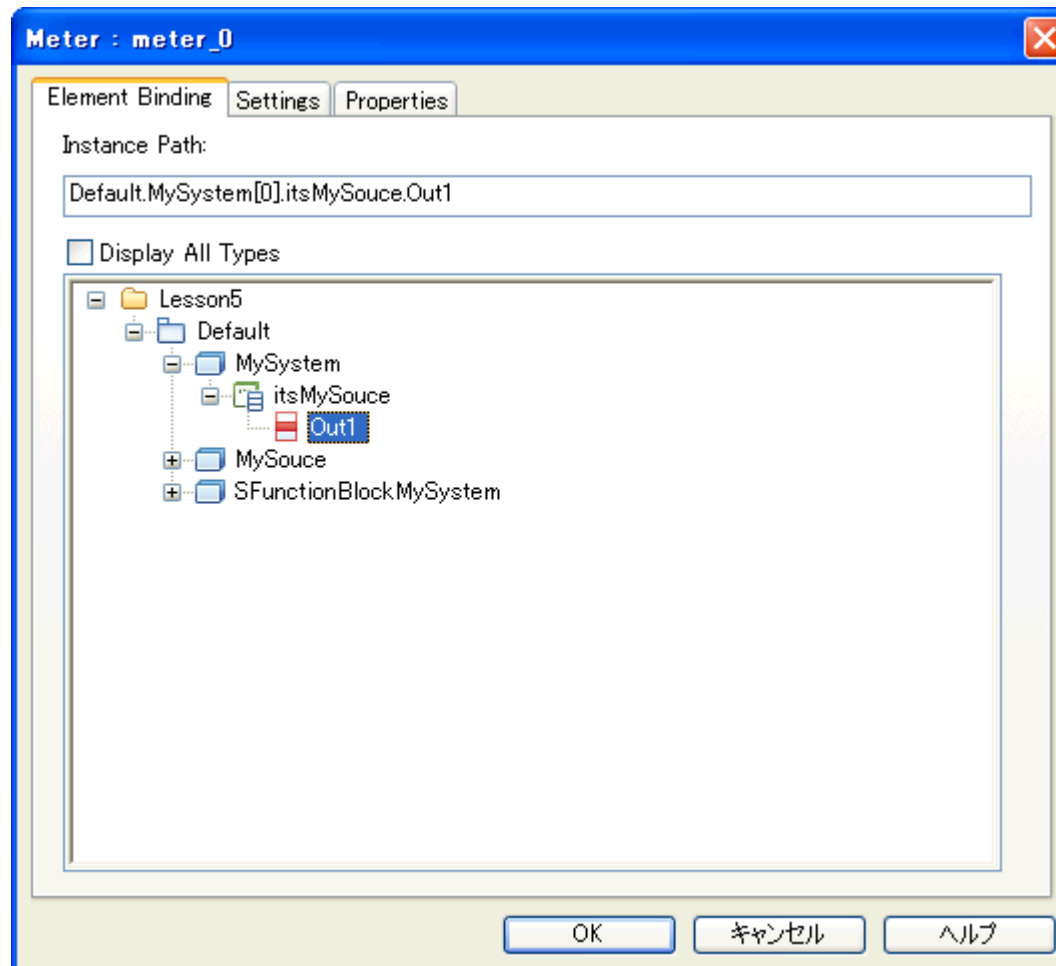 Meter : meter_0
Element Binding Settings Properties
Instance Path:
Default.MySystem[0].itsMySouce.Out1
Display All Types
Lesson5
Default
MySystem
itsMySouce
Out1
MySouce
SFunctionBlockMySystem
OK キャンセル ヘルプ